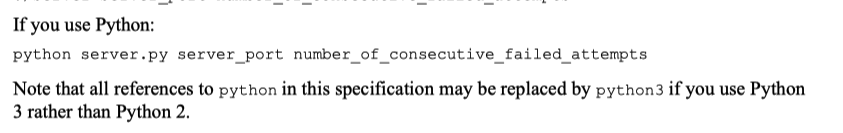 If you use Python:
python server.py server_port number_of_consecutive_failed_attempts
Note that all references to python in this specification may be replaced by python3 if you use Python
3 rather than Python 2.